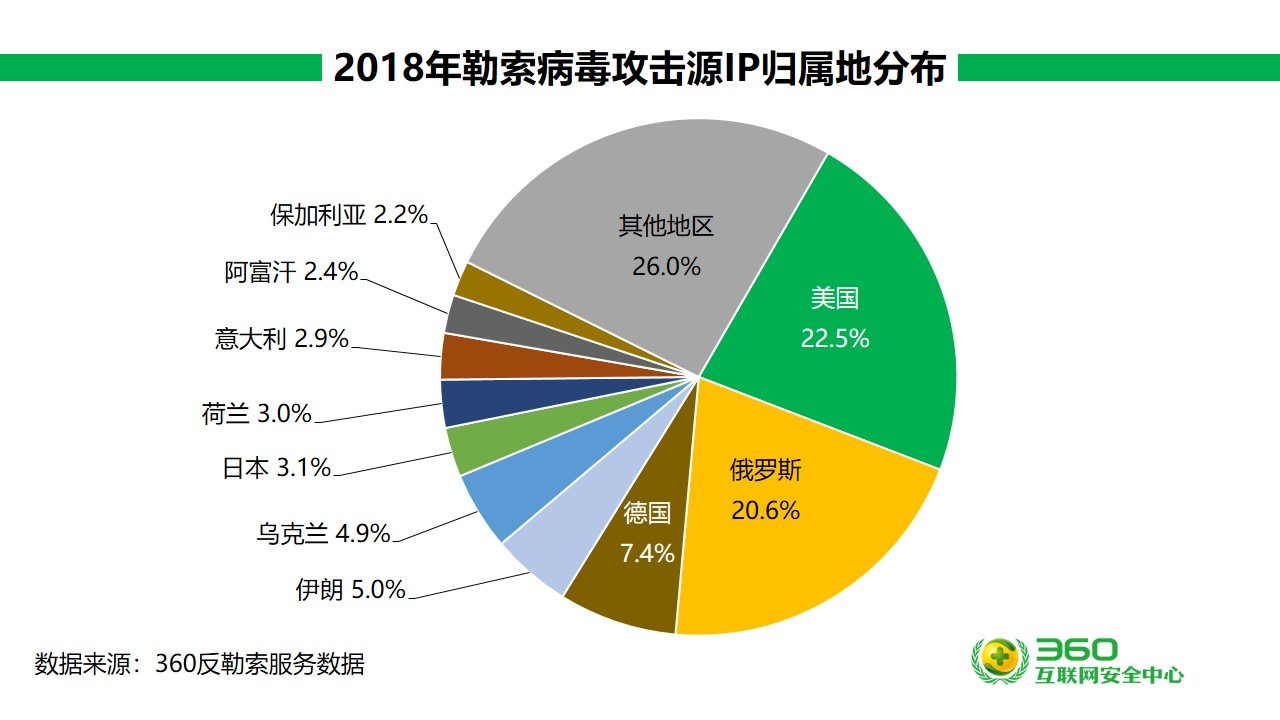 2018年勒索病毒攻击源IP归属地分布
其他地区
26.0%
美国
22.5%
俄罗斯
20.6%
德国
7.4%
伊朗 5.0%
乌克兰 4.9%
日本 3.1%
荷兰 3.0%
意大利 2.9%
阿富汗 2.4%
保加利亚 2.2%
数据来源：360反勒索服务数据
360
互联网安全中心